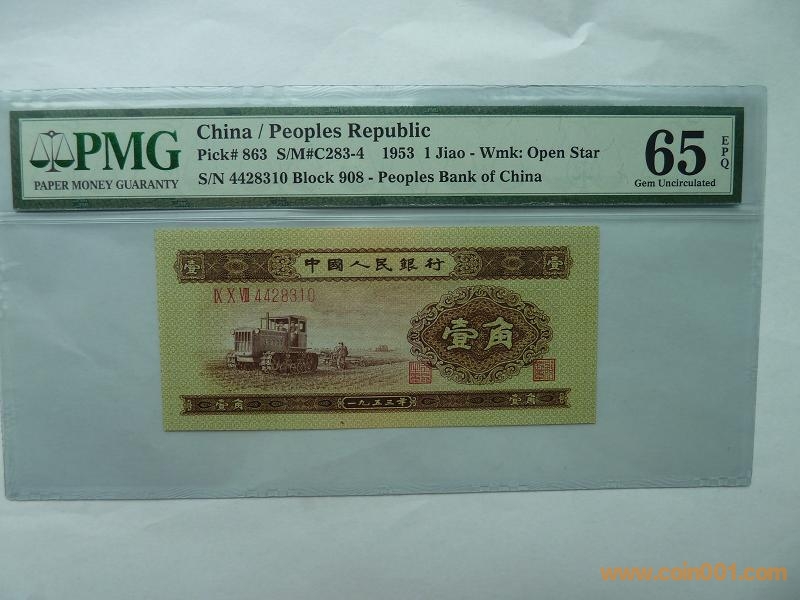 PMG
PAPER MONEY GUARANTY
China / Peoples Republic
Pick# 863 S/M#C283-4 1953 1 Jiao - Wmk: Open Star
S/N 4428310 Block 908 - Peoples Bank of China
65 EPQ
Gem Uncirculated
壹 中國人民銀行 壹
IX X VIII 4428310
壹角
壹角 一九五三年 壹角
www.coin001.com